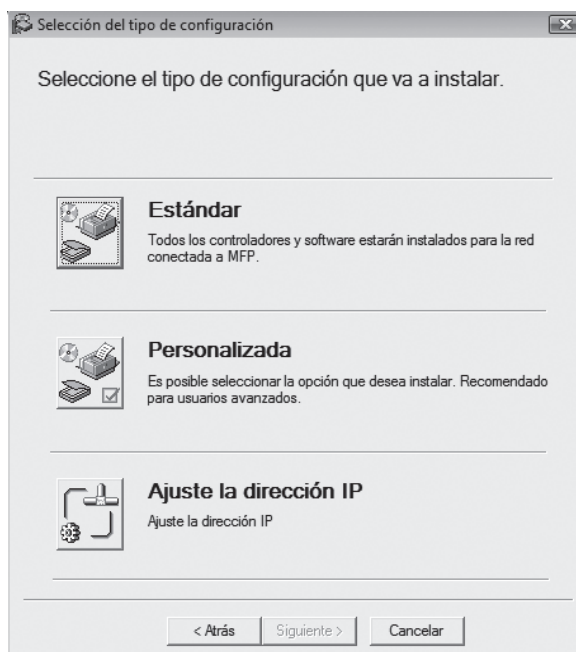 Selección del tipo de configuración
Seleccione el tipo de configuración que va a instalar.
Estándar
Todos los controladores y software estarán instalados para la red
conectada a MFP.
Personalizada
Es posible seleccionar la opción que desea instalar. Recomendado
para usuarios avanzados.
Ajuste la dirección IP
Ajuste la dirección IP
< Atrás Siguiente > Cancelar